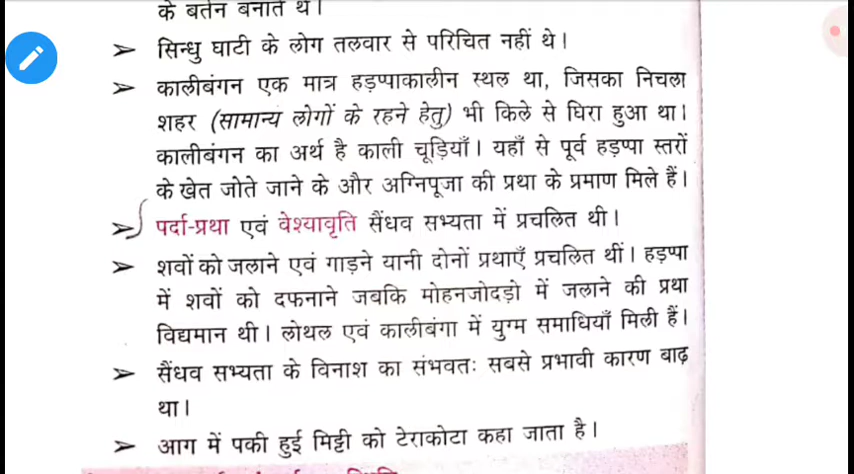 के बर्तन बनाते थे।
➢ सिन्धु घाटी के लोग तलवार से परिचित नहीं थे।
➢ कालीबंगन एक मात्र हड़प्पाकालीन स्थल था, जिसका निचला
शहर (सामान्य लोगों के रहने हेतु) भी किले से घिरा हुआ था।
कालीबंगन का अर्थ है काली चूड़ियाँ। यहाँ से पूर्व हड़प्पा स्तरों
के खेत जोते जाने के और अग्निपूजा की प्रथा के प्रमाण मिले हैं।
➢ पर्दा-प्रथा एवं वेश्यावृति सैंधव सभ्यता में प्रचलित थी।
➢ शवों को जलाने एवं गाड़ने यानी दोनों प्रथाएँ प्रचलित थीं। हड़प्पा
में शवों को दफनाने जबकि मोहनजोदड़ो में जलाने की प्रथा
विद्यमान थी। लोथल एवं कालीबंगा में युग्म समाधियाँ मिली हैं।
➢ सैंधव सभ्यता के विनाश का संभवतः सबसे प्रभावी कारण बाढ़
था।
➢ आग में पकी हुई मिट्टी को टेराकोटा कहा जाता है।